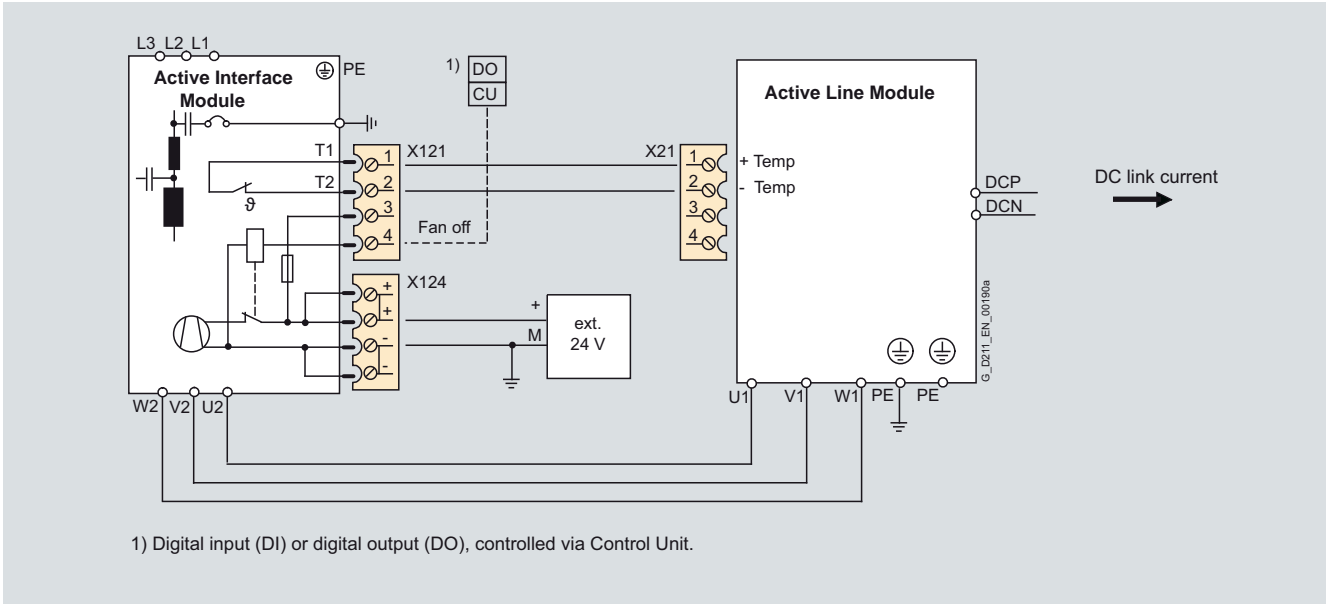 L3 L2 L1
Active Interface
Module
PE
1) DO
CU
Active Line Module
T1
T2
ϑ
X121
1
2
3
4
Fan off
X21
1
2
3
4
+ Temp
- Temp
DCP
DCN
DC link current
X124
+
+
-
-
+
M
ext.
24 V
W2 V2 U2
U1 V1 W1 PE PE
G_D211_EN_00190a
1) Digital input (DI) or digital output (DO), controlled via Control Unit.